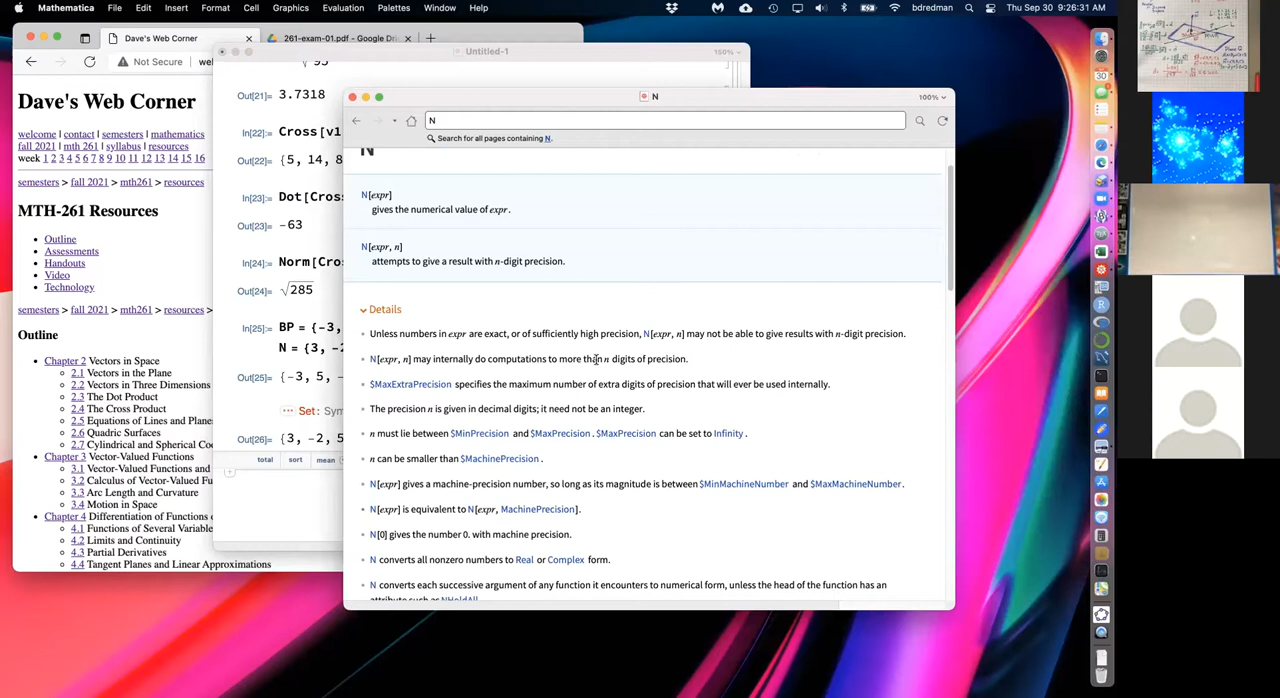 Mathematica File Edit Insert Format Cell Graphics Evaluation Palettes Window Help bdredman Thu Sep 30 9:26:31 AM
Dave's Web Corner
261-exam-01.pdf - Google Dri
Not Secure
Dave's Web Corner
welcome | contact | semesters | mathematics
fall 2021 | mth 261 | syllabus | resources
week 1 2 3 4 5 6 7 8 9 10 11 12 13 14 15 16
semesters > fall 2021 > mth261 > resources
MTH-261 Resources
Outline
Assessments
Handouts
Video
Technology
semesters > fall 2021 > mth261 > resources
Outline
Chapter 2 Vectors in Space
2.1 Vectors in the Plane
2.2 Vectors in Three Dimensions
2.3 The Dot Product
2.4 The Cross Product
2.5 Equations of Lines and Plane
2.6 Quadric Surfaces
2.7 Cylindrical and Spherical Co
Chapter 3 Vector-Valued Functions
3.1 Vector-Valued Functions and
3.2 Calculus of Vector-Valued Fu
3.3 Arc Length and Curvature
3.4 Motion in Space
Chapter 4 Differentiation of Functions o
4.1 Functions of Several Variable
4.2 Limits and Continuity
4.3 Partial Derivatives
4.4 Tangent Planes and Linear Approximations
Untitled-1
150%
√95
Out[21]= 3.7318
In[22]= Cross[v1
Out[22]= {5, 14, 8
In[23]= Dot[Cros
Out[23]= -63
In[24]= Norm[Cro
Out[24]= √285
In[25]= BP = {-3,
N = {3, -2
Out[25]= {-3, 5, -
Set: Sym
Out[26]= {3, -2, 5
total sort mean
N
100%
N
Search for all pages containing N.
N
N[expr]
gives the numerical value of expr.
N[expr, n]
attempts to give a result with n-digit precision.
Details
Unless numbers in expr are exact, or of sufficiently high precision, N[expr, n] may not be able to give results with n-digit precision.
N[expr, n] may internally do computations to more than n digits of precision.
$MaxExtraPrecision specifies the maximum number of extra digits of precision that will ever be used internally.
The precision n is given in decimal digits; it need not be an integer.
n must lie between $MinPrecision and $MaxPrecision. $MaxPrecision can be set to Infinity.
n can be smaller than $MachinePrecision.
N[expr] gives a machine-precision number, so long as its magnitude is between $MinMachineNumber and $MaxMachineNumber.
N[expr] is equivalent to N[expr, MachinePrecision].
N[0] gives the number 0. with machine precision.
N converts all nonzero numbers to Real or Complex form.
N converts each successive argument of any function it encounters to numerical form, unless the head of the function has an
attribute such as NHoldAll.
30